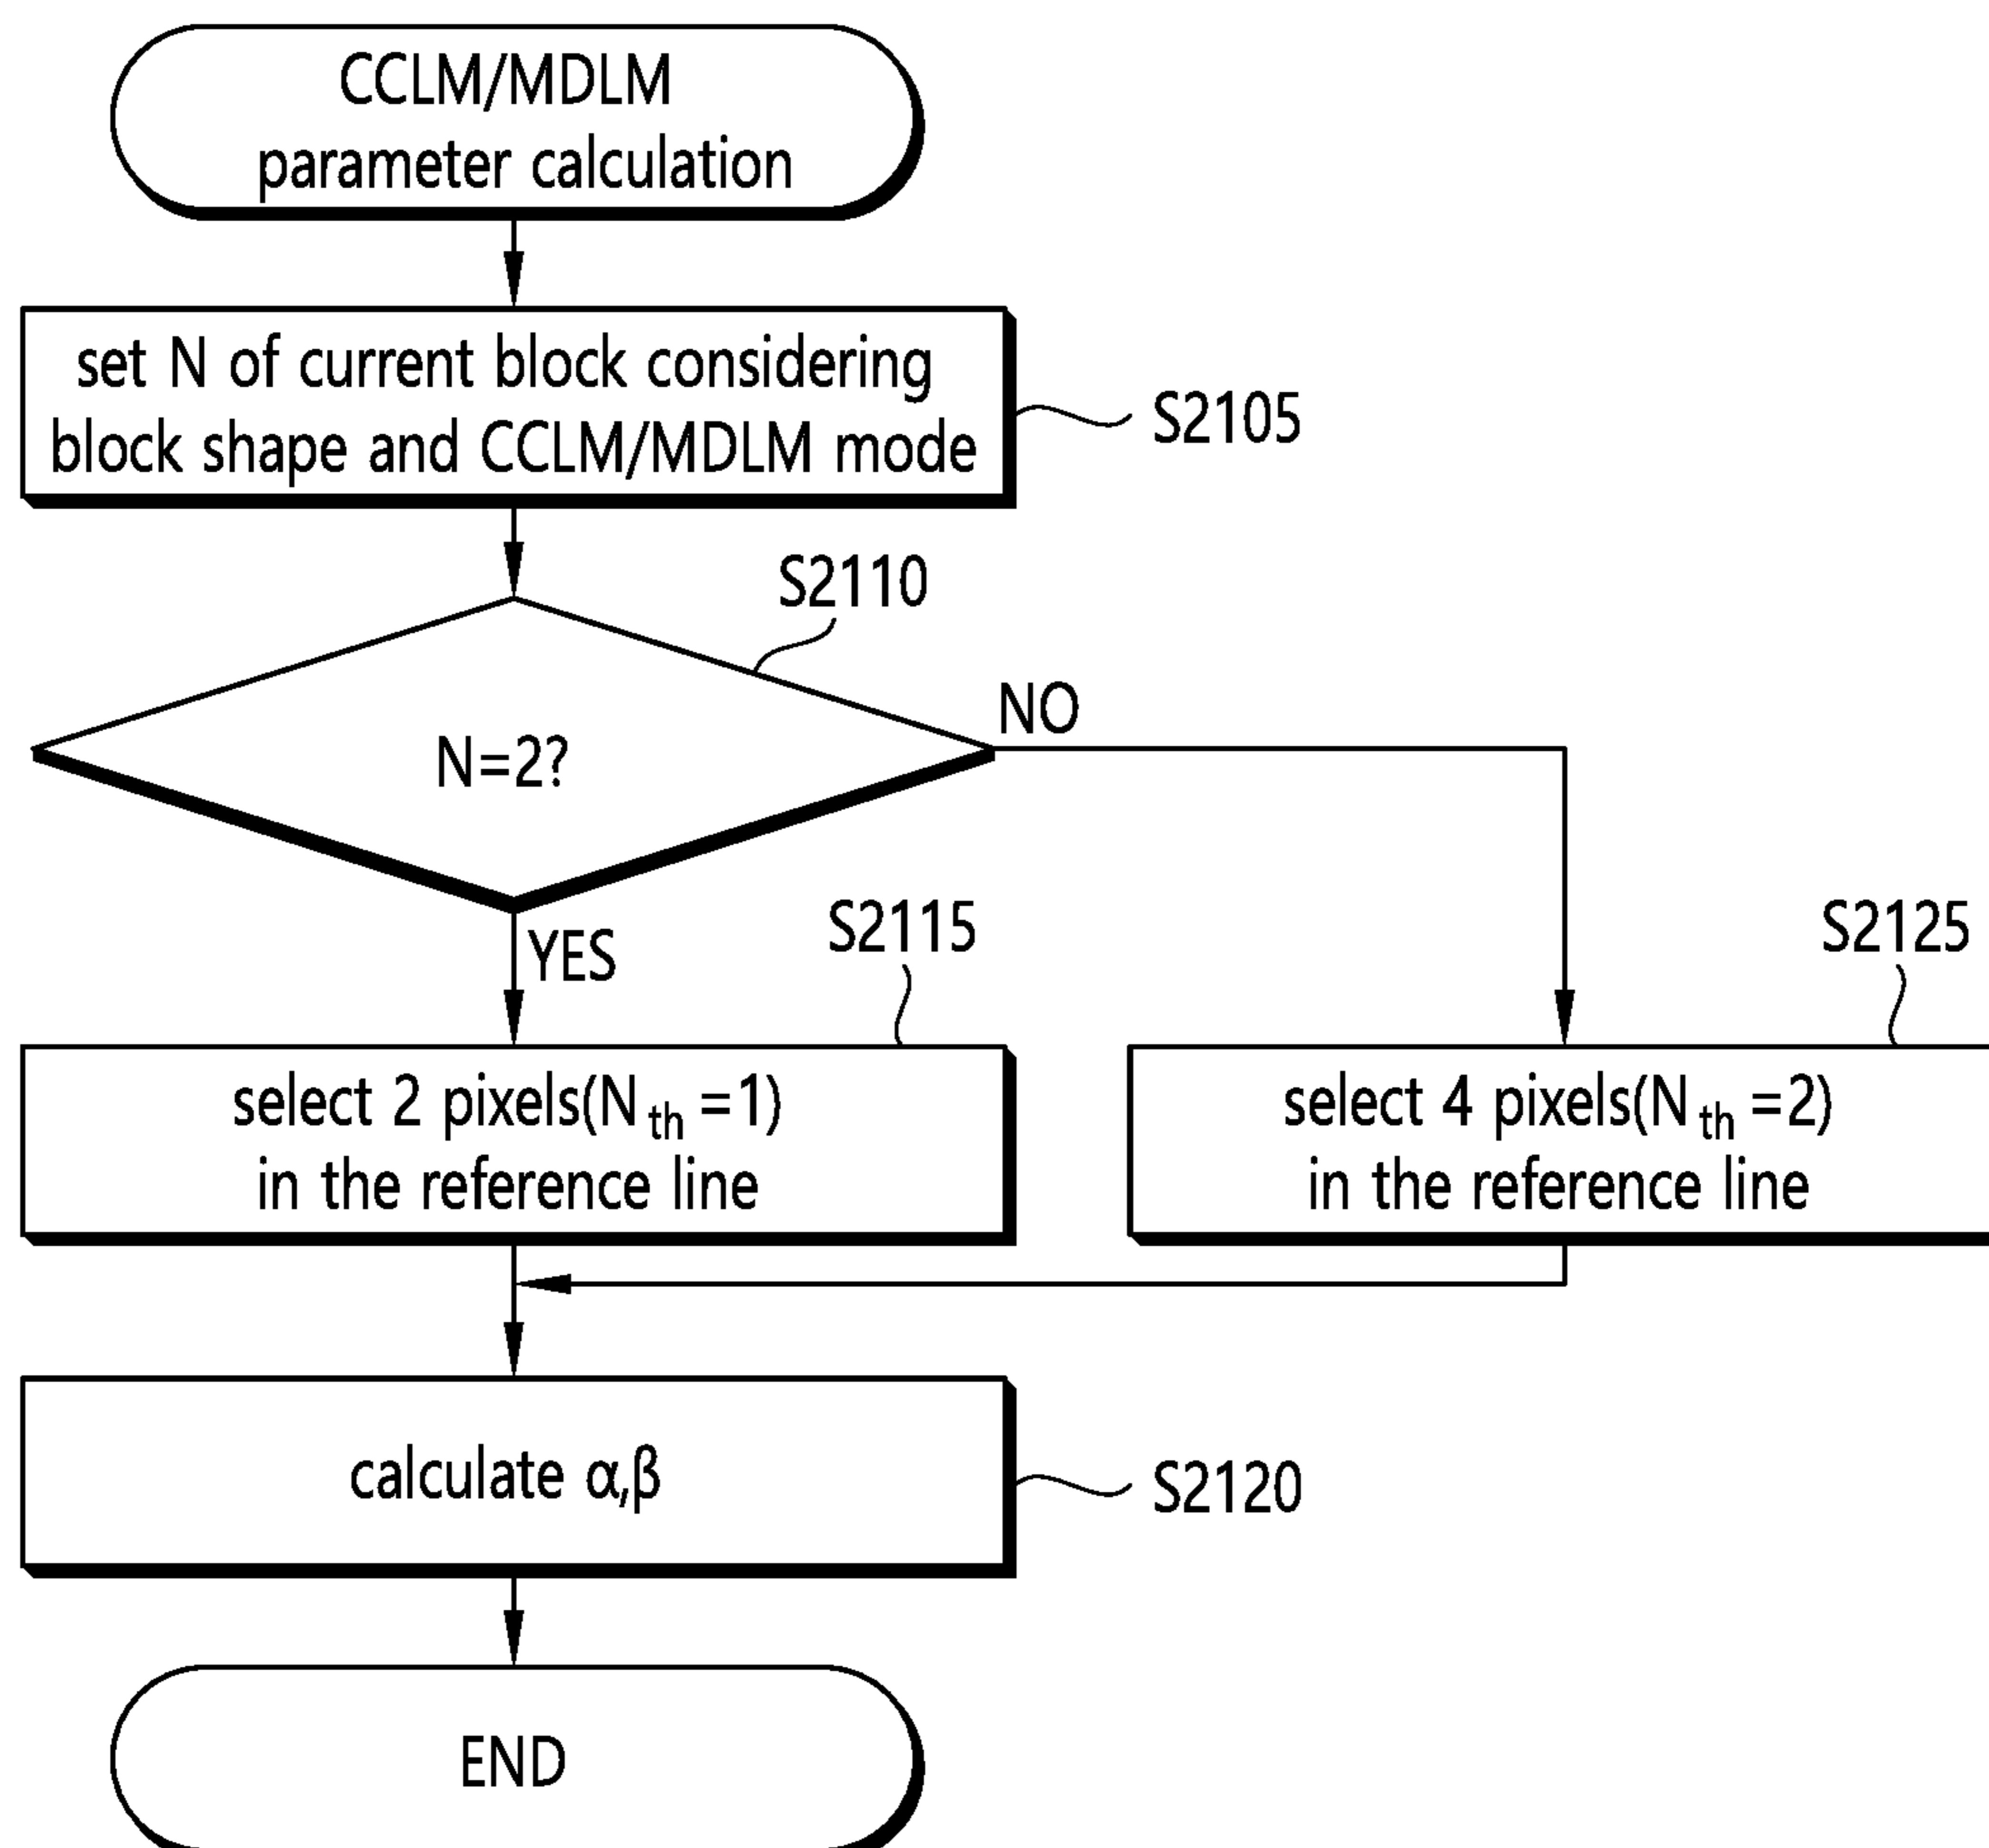 CCLM/MDLM
parameter calculation
set N of current block considering
block shape and CCLM/MDLM mode
S2105
S2110
N=2?
NO
YES
S2115
select 2 pixels(Nth=1)
in the reference line
S2125
select 4 pixels(Nth=2)
in the reference line
calculate α,β
S2120
END